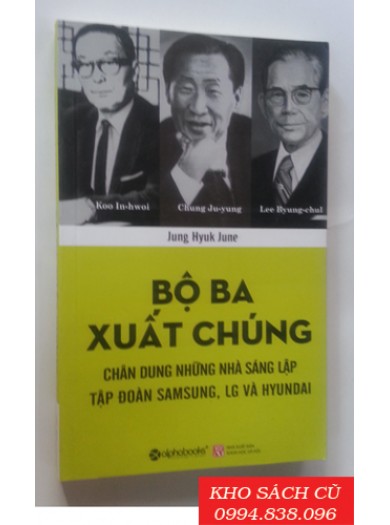 Koo In-hwoi
Chung Ju-yung
Lee Byung-chul
Jung Hyuk June
BỘ BA
XUẤT CHÚNG
CHÂN DUNG NHỮNG NHÀ SÁNG LẬP
TẬP ĐOÀN SAMSUNG, LG VÀ HYUNDAI
alphabooks
KHO SÁCH CŨ
0994.838.096